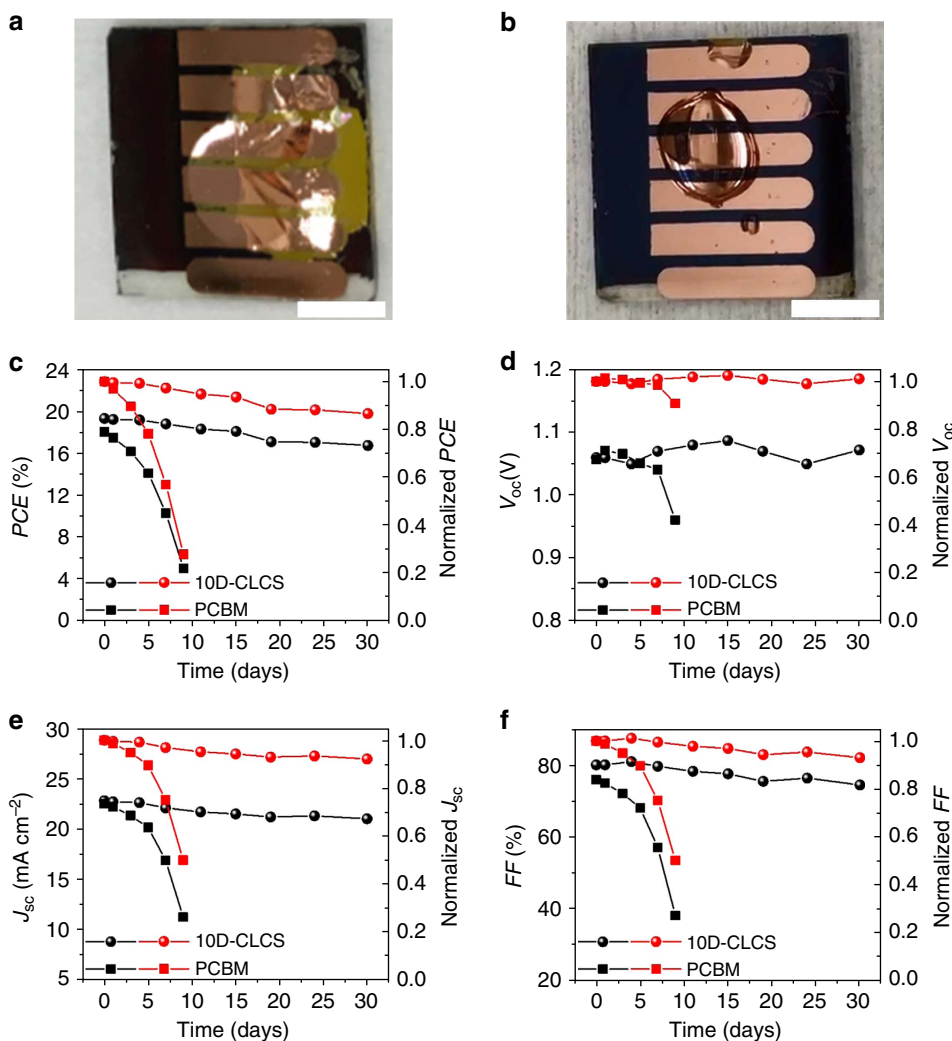 a
b
c
24
20
16
12
8
4
0
PCE (%)
1.0
0.8
0.6
0.4
0.2
0.0
Normalized PCE
10D-CLCS
PCBM
0 5 10 15 20 25 30
Time (days)
d
1.2
1.1
1.0
0.9
0.8
Voc(V)
1.0
0.8
0.6
0.4
0.2
0.0
Normalized Voc
10D-CLCS
PCBM
0 5 10 15 20 25 30
Time (days)
e
30
25
20
15
10
5
Jsc (mA cm−2)
1.0
0.8
0.6
0.4
0.2
0.0
Normalized Jsc
10D-CLCS
PCBM
0 5 10 15 20 25 30
Time (days)
f
80
60
40
20
FF (%)
1.0
0.8
0.6
0.4
0.2
0.0
Normalized FF
10D-CLCS
PCBM
0 5 10 15 20 25 30
Time (days)